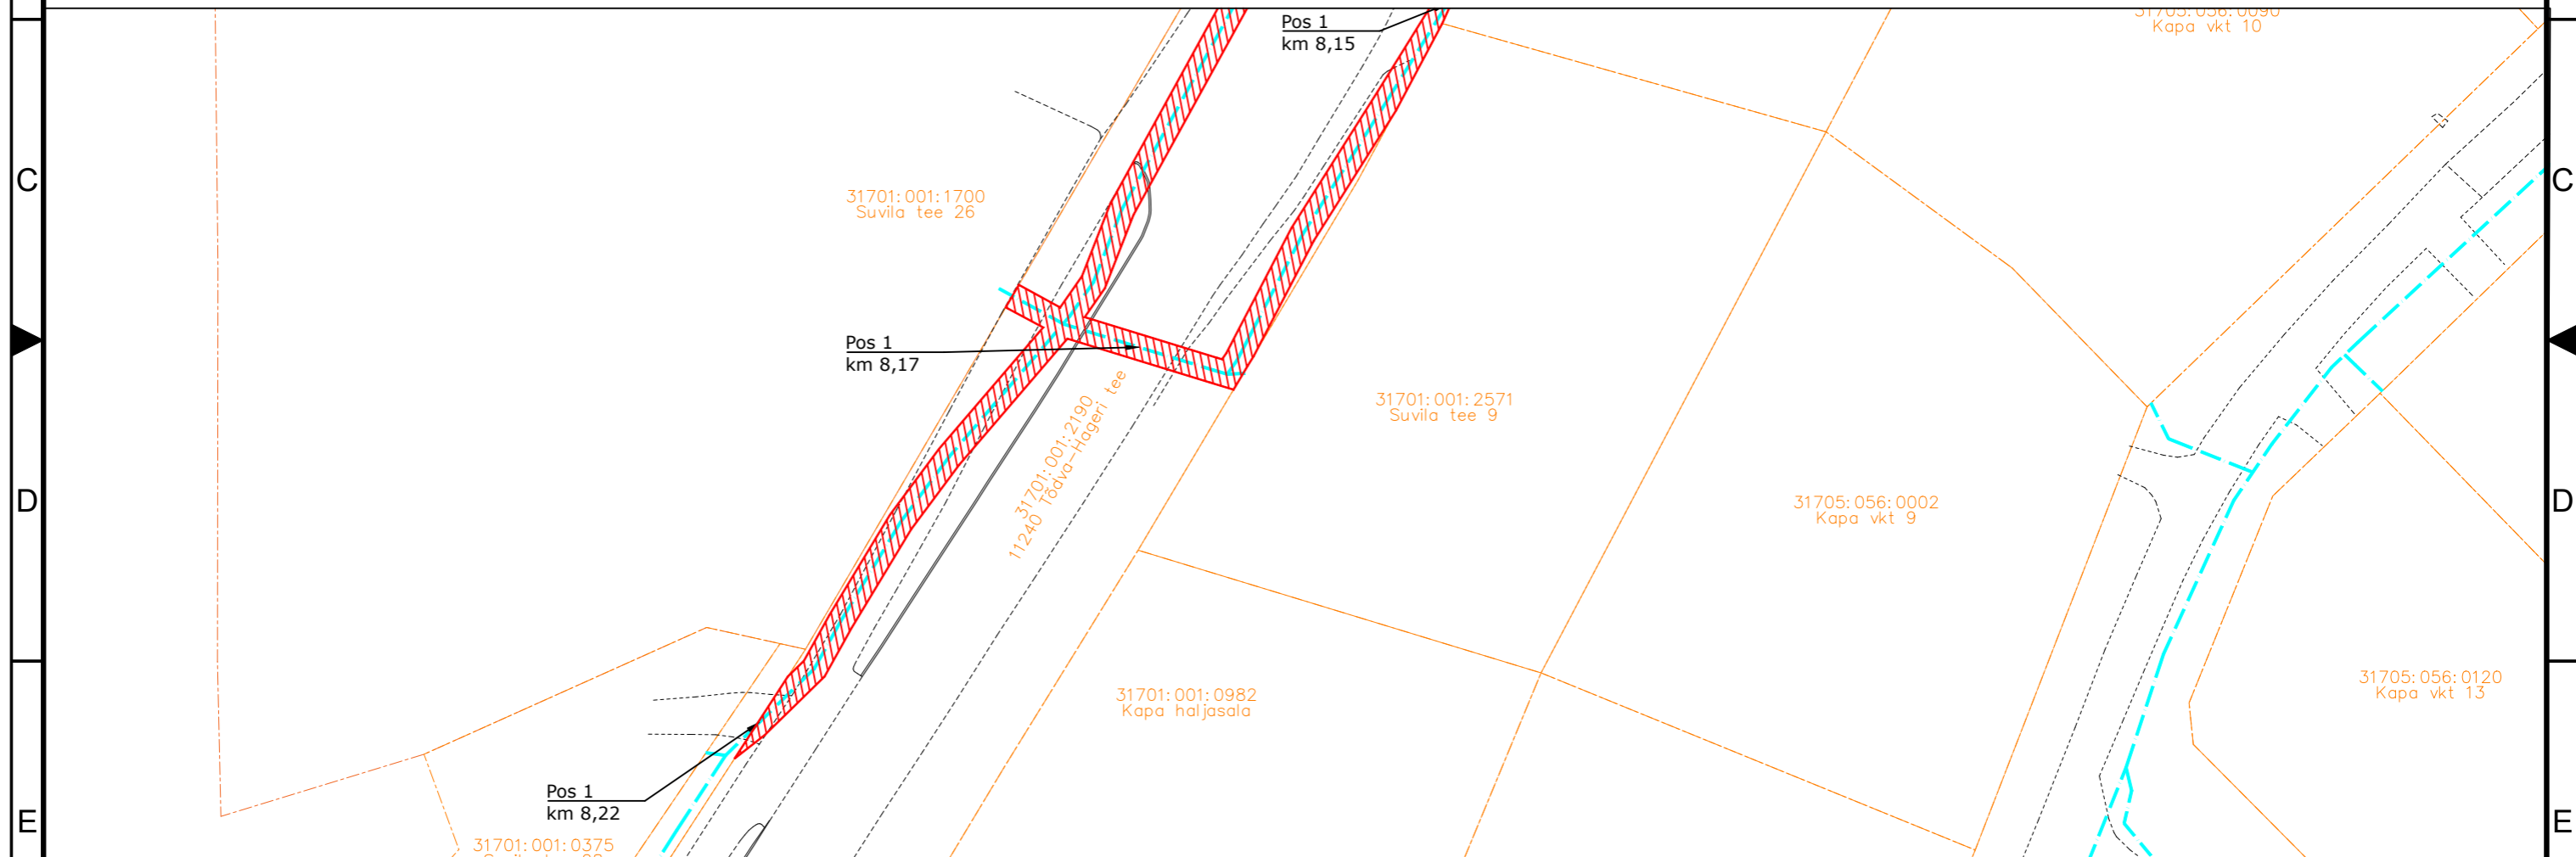 31705:056:0090
Kapa vkt 10
Pos 1
km 8,15
C
C
31701:001:1700
Suvila tee 26
Pos 1
km 8,17
31701:001:2190
11240 Tõdva-Hageri tee
31701:001:2571
Suvila tee 9
D
31705:056:0002
Kapa vkt 9
D
31701:001:0982
Kapa haljasala
31705:056:0120
Kapa vkt 13
Pos 1
km 8,22
E
E
31701:001:0375